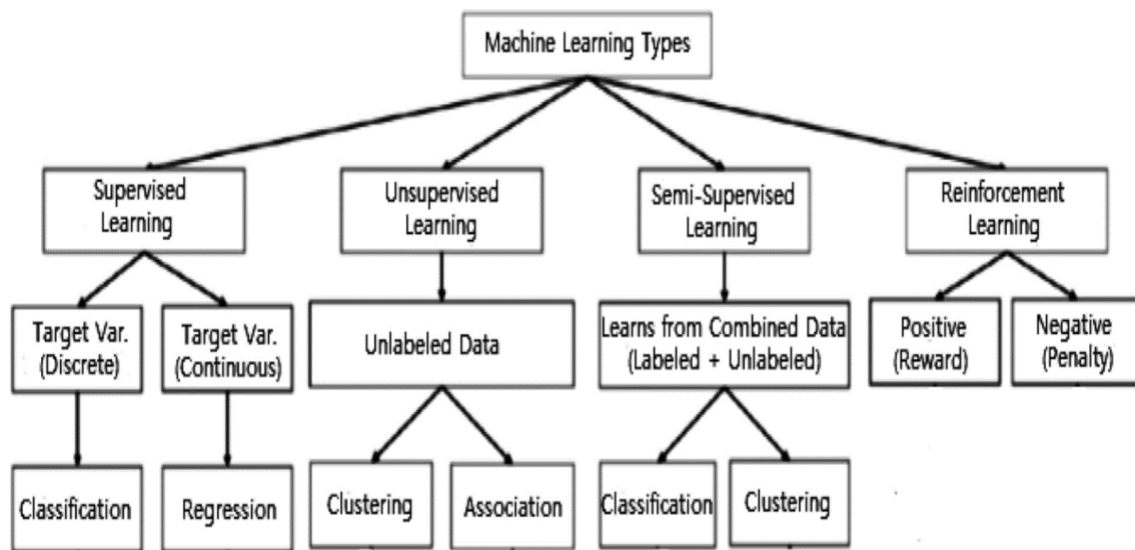 Machine Learning Types
Supervised
Learning
Unsupervised
Learning
Semi-Supervised
Learning
Reinforcement
Learning
Target Var.
(Discrete)
Target Var.
(Continuous)
Unlabeled Data
Learns from Combined Data
(Labeled + Unlabeled)
Positive
(Reward)
Negative
(Penalty)
Classification
Regression
Clustering
Association
Classification
Clustering